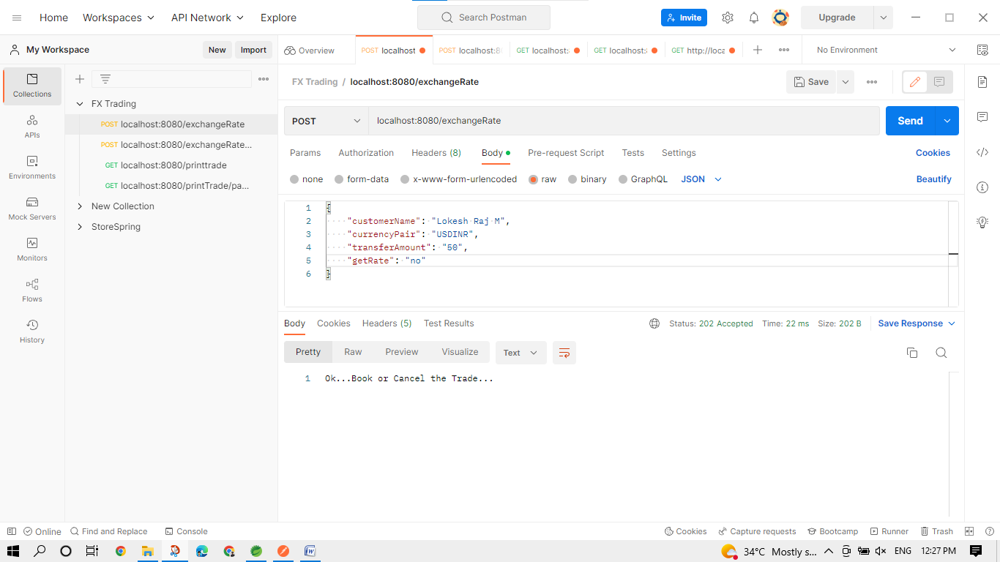 Home Workspaces API Network Explore Search Postman Invite Upgrade
My Workspace New Import Overview POST localhost POST localhost:8 GET localhost: GET localhost: GET http://loca No Environment
Collections
APIs
Environments
Mock Servers
Monitors
Flows
History
FX Trading
POST localhost:8080/exchangeRate
POST localhost:8080/exchangeRate...
GET localhost:8080/printtrade
GET localhost:8080/printTrade/pa...
New Collection
StoreSpring
FX Trading / localhost:8080/exchangeRate Save
POST localhost:8080/exchangeRate Send
Params Authorization Headers (8) Body Pre-request Script Tests Settings Cookies
none form-data x-www-form-urlencoded raw binary GraphQL JSON Beautify
1 {
2 "customerName": "Lokesh Raj M",
3 "currencyPair": "USDINR",
4 "transferAmount": "50",
5 "getRate": "no"
6 }
Body Cookies Headers (5) Test Results Status: 202 Accepted Time: 22 ms Size: 202 B Save Response
Pretty Raw Preview Visualize Text
1 Ok...Book or Cancel the Trade...
Online Find and Replace Console Cookies Capture requests Bootcamp Runner Trash
34°C Mostly s... ENG 12:27 PM